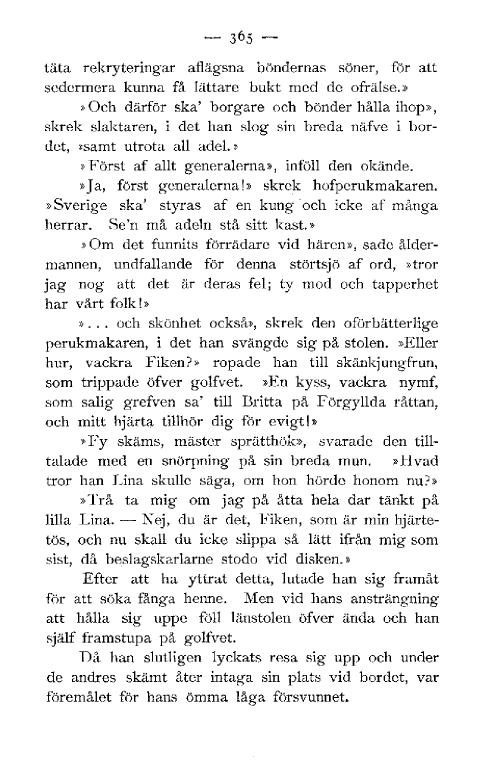 — 365 —
täta rekryteringar aflägsna böndernas söner, för att
sedermera kunna få lättare bukt med de ofrälse.»
»Och därför ska' borgare och bönder hålla ihop»,
skrek slaktaren, i det han slog sin breda näfve i bor-
det, »samt utrota all adel.»
»Först af allt generalerna», inföll den okände.
»Ja, först generalerna!» skrek hofperukmakaren.
»Sverige ska' styras af en kung och icke af många
herrar. Se'n må adeln stå sitt kast.»
»Om det funnits förrädare vid hären», sade ålder-
mannen, undfallande för denna störtsjö af ord, »tror
jag nog att det är deras fel; ty mod och tapperhet
har vårt folk!»
»... och skönhet också», skrek den oförbätterlige
perukmakaren, i det han svängde sig på stolen. »Eller
hur, vackra Fiken?» ropade han till skänkjungfrun,
som trippade öfver golfvet. »En kyss, vackra nymf,
som salig grefven sa' till Britta på Förgyllda råttan,
och mitt hjärta tillhör dig för evigt!»
»Fy skäms, mäster sprätthök», svarade den till-
talade med en snörpning på sin breda mun. »Hvad
tror han Lina skulle säga, om hon hörde honom nu?»
»Trå ta mig om jag på åtta hela dar tänkt på
lilla Lina. — Nej, du är det, Fiken, som är min hjärte-
tös, och nu skall du icke slippa så lätt ifrån mig som
sist, då beslagskarlarne stodo vid disken.»
Efter att ha yttrat detta, lutade han sig framåt
för att söka fånga henne. Men vid hans ansträngning
att hålla sig uppe föll länstolen öfver ända och han
själf framstupa på golfvet.
Då han slutligen lyckats resa sig upp och under
de andres skämt åter intaga sin plats vid bordet, var
föremålet för hans ömma låga försvunnet.